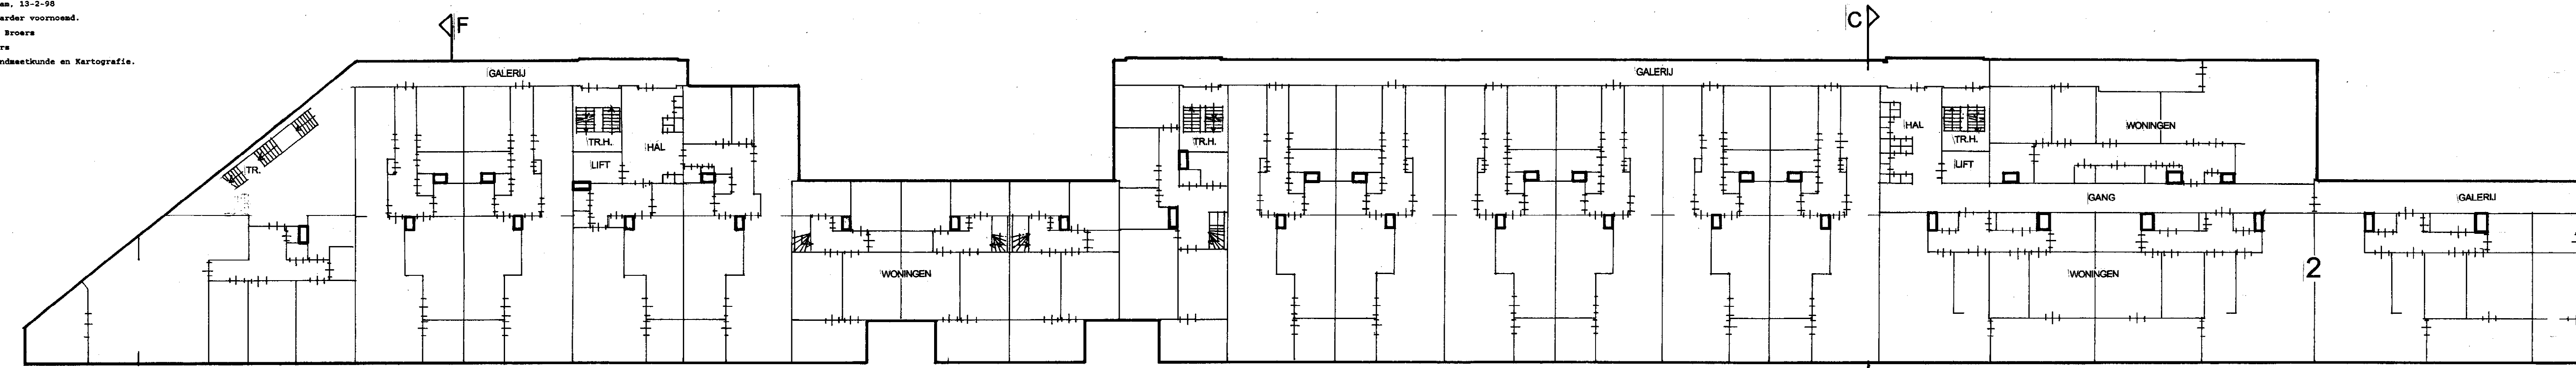 am, 13-2-98
arder voornoemd.
Broers
rs
ndmeetkunde en Kartografie.
F
C
GALERIJ
GALERIJ
TR.H.
HAL
LIFT
TR.
TR.H.
HAL
TR.H.
LIFT
WONINGEN
GANG
GALERIJ
WONINGEN
WONINGEN
2